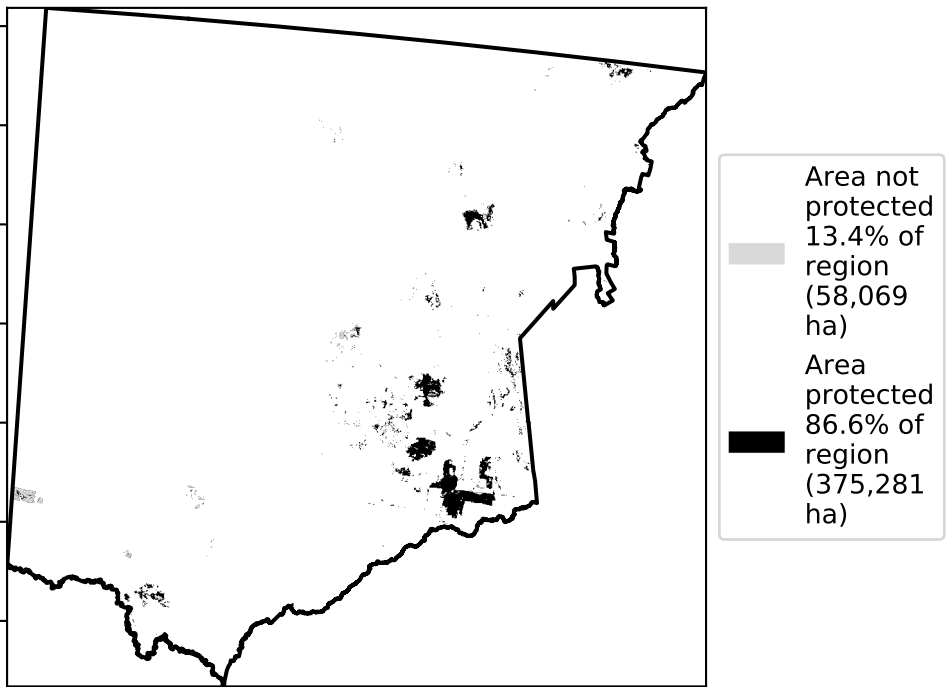 Area not
protected
13.4% of
region
(58,069
ha)
Area
protected
86.6% of
region
(375,281
ha)